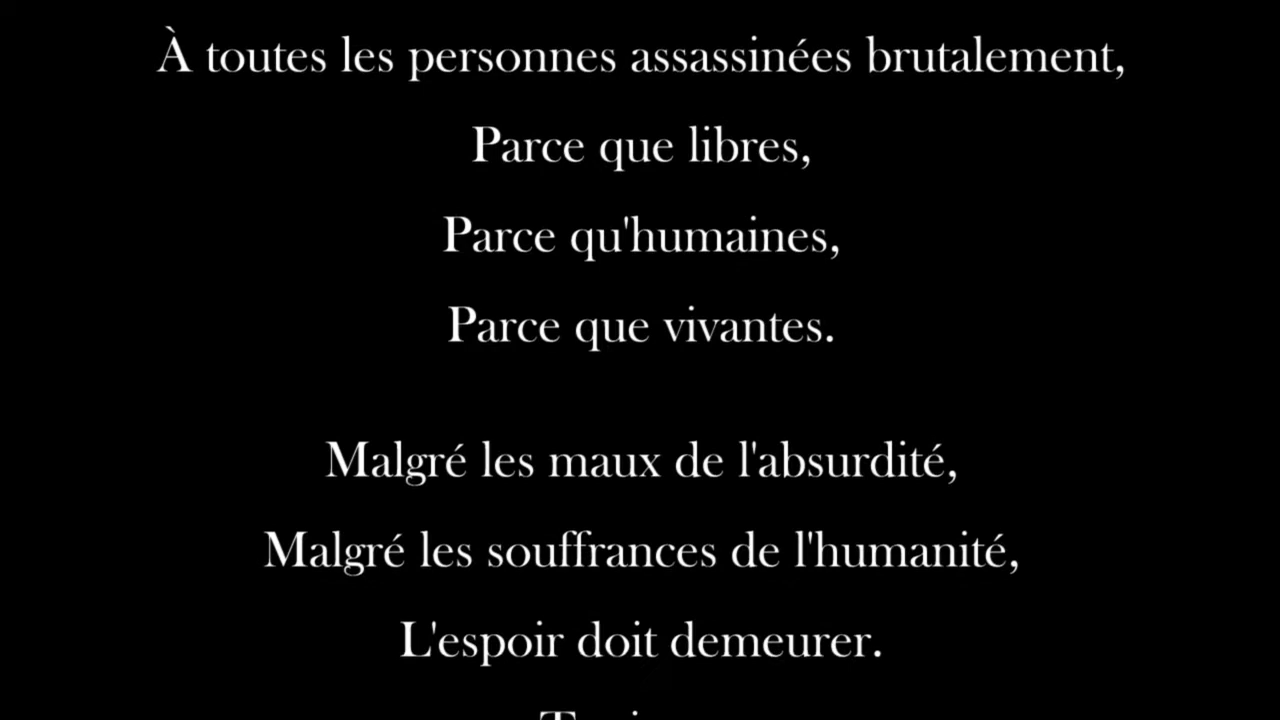 À toutes les personnes assassinées brutalement,
Parce que libres,
Parce qu'humaines,
Parce que vivantes.
Malgré les maux de l'absurdité,
Malgré les souffrances de l'humanité,
L'espoir doit demeurer.